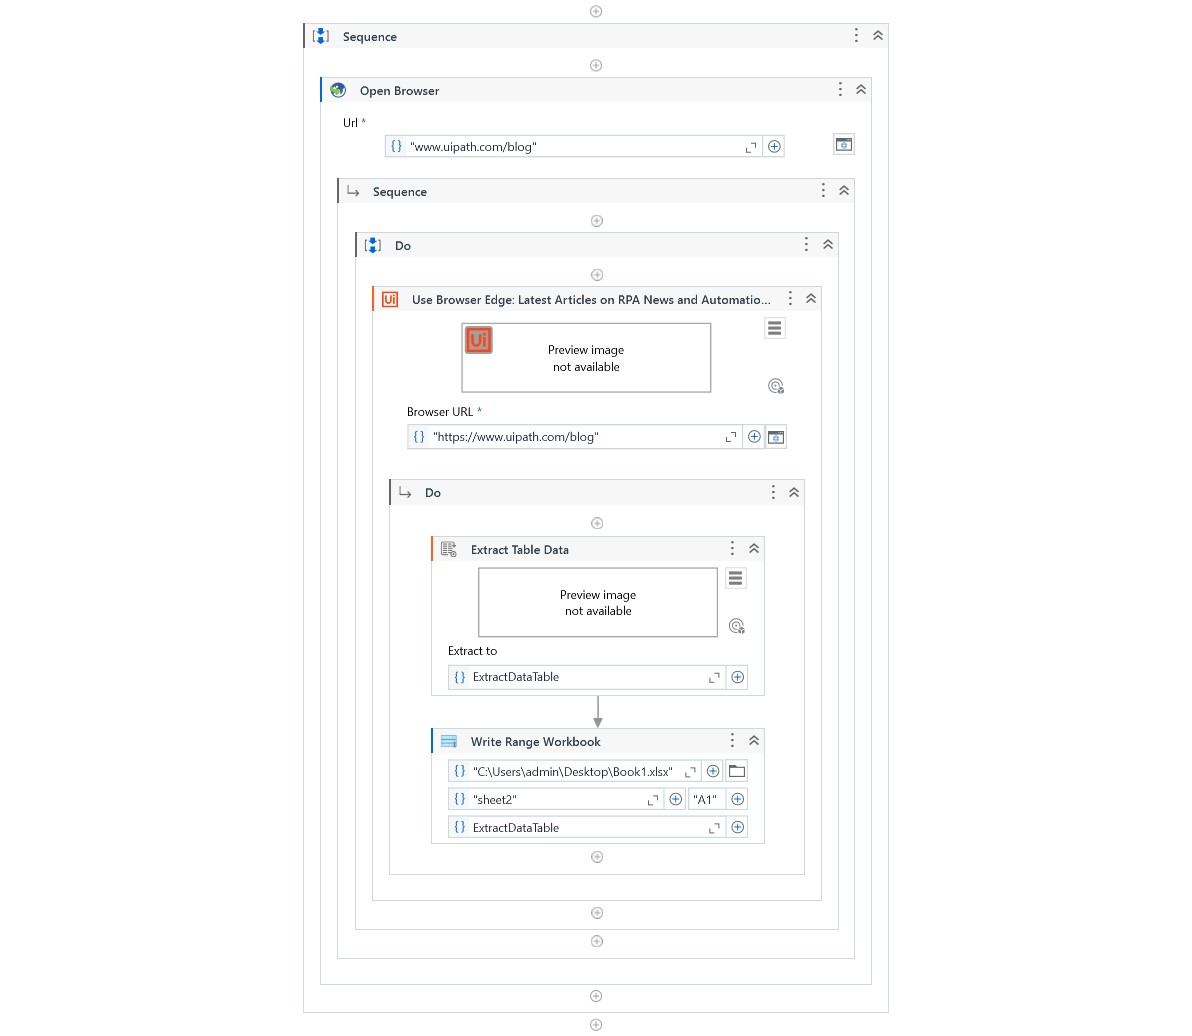 Sequence
Open Browser
Url *
{} "www.uipath.com/blog"
Sequence
Do
Ui Use Browser Edge: Latest Articles on RPA News and Automatio...
Ui
Preview image
not available
Browser URL *
{} "https://www.uipath.com/blog"
Do
Extract Table Data
Preview image
not available
Extract to
{} ExtractDataTable
Write Range Workbook
{} "C:\Users\admin\Desktop\Book1.xlsx"
{} "sheet2" "A1"
{} ExtractDataTable